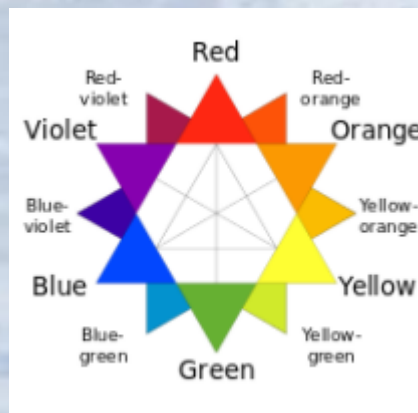 Red
Red-
violet
Red-
orange
Violet
Orange
Blue-
violet
Yellow-
orange
Blue
Yellow
Blue-
green
Yellow-
green
Green